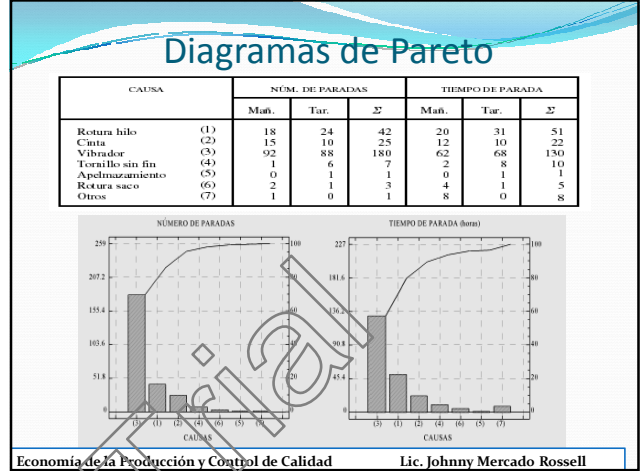 Diagramas de Pareto
CAUSA NÚM. DE PARADAS TIEMPO DE PARADA
Mañ. Tar. Σ Mañ. Tar. Σ
Rotura hilo (1) 18 24 42 20 31 51
Cinta (2) 15 10 25 12 10 22
Vibrador (3) 92 88 180 62 68 130
Tornillo sin fin (4) 1 6 7 2 8 10
Apelmazamiento (5) 0 1 1 0 1 1
Rotura saco (6) 2 1 3 4 1 5
Otros (7) 1 0 1 8 0 8
NÚMERO DE PARADAS
259 100
207.2 80
155.4 60
103.6 40
51.8 20
0 0
(3) (1) (2) (4) (6) (5) (7)
CAUSAS
TIEMPO DE PARADA (horas)
227 100
181.6 80
136.2 60
90.8 40
45.4 20
0 0
(3) (1) (2) (4) (6) (5) (7)
CAUSAS
Trial
Economía de la Producción y Control de Calidad Lic. Johnny Mercado Rossell